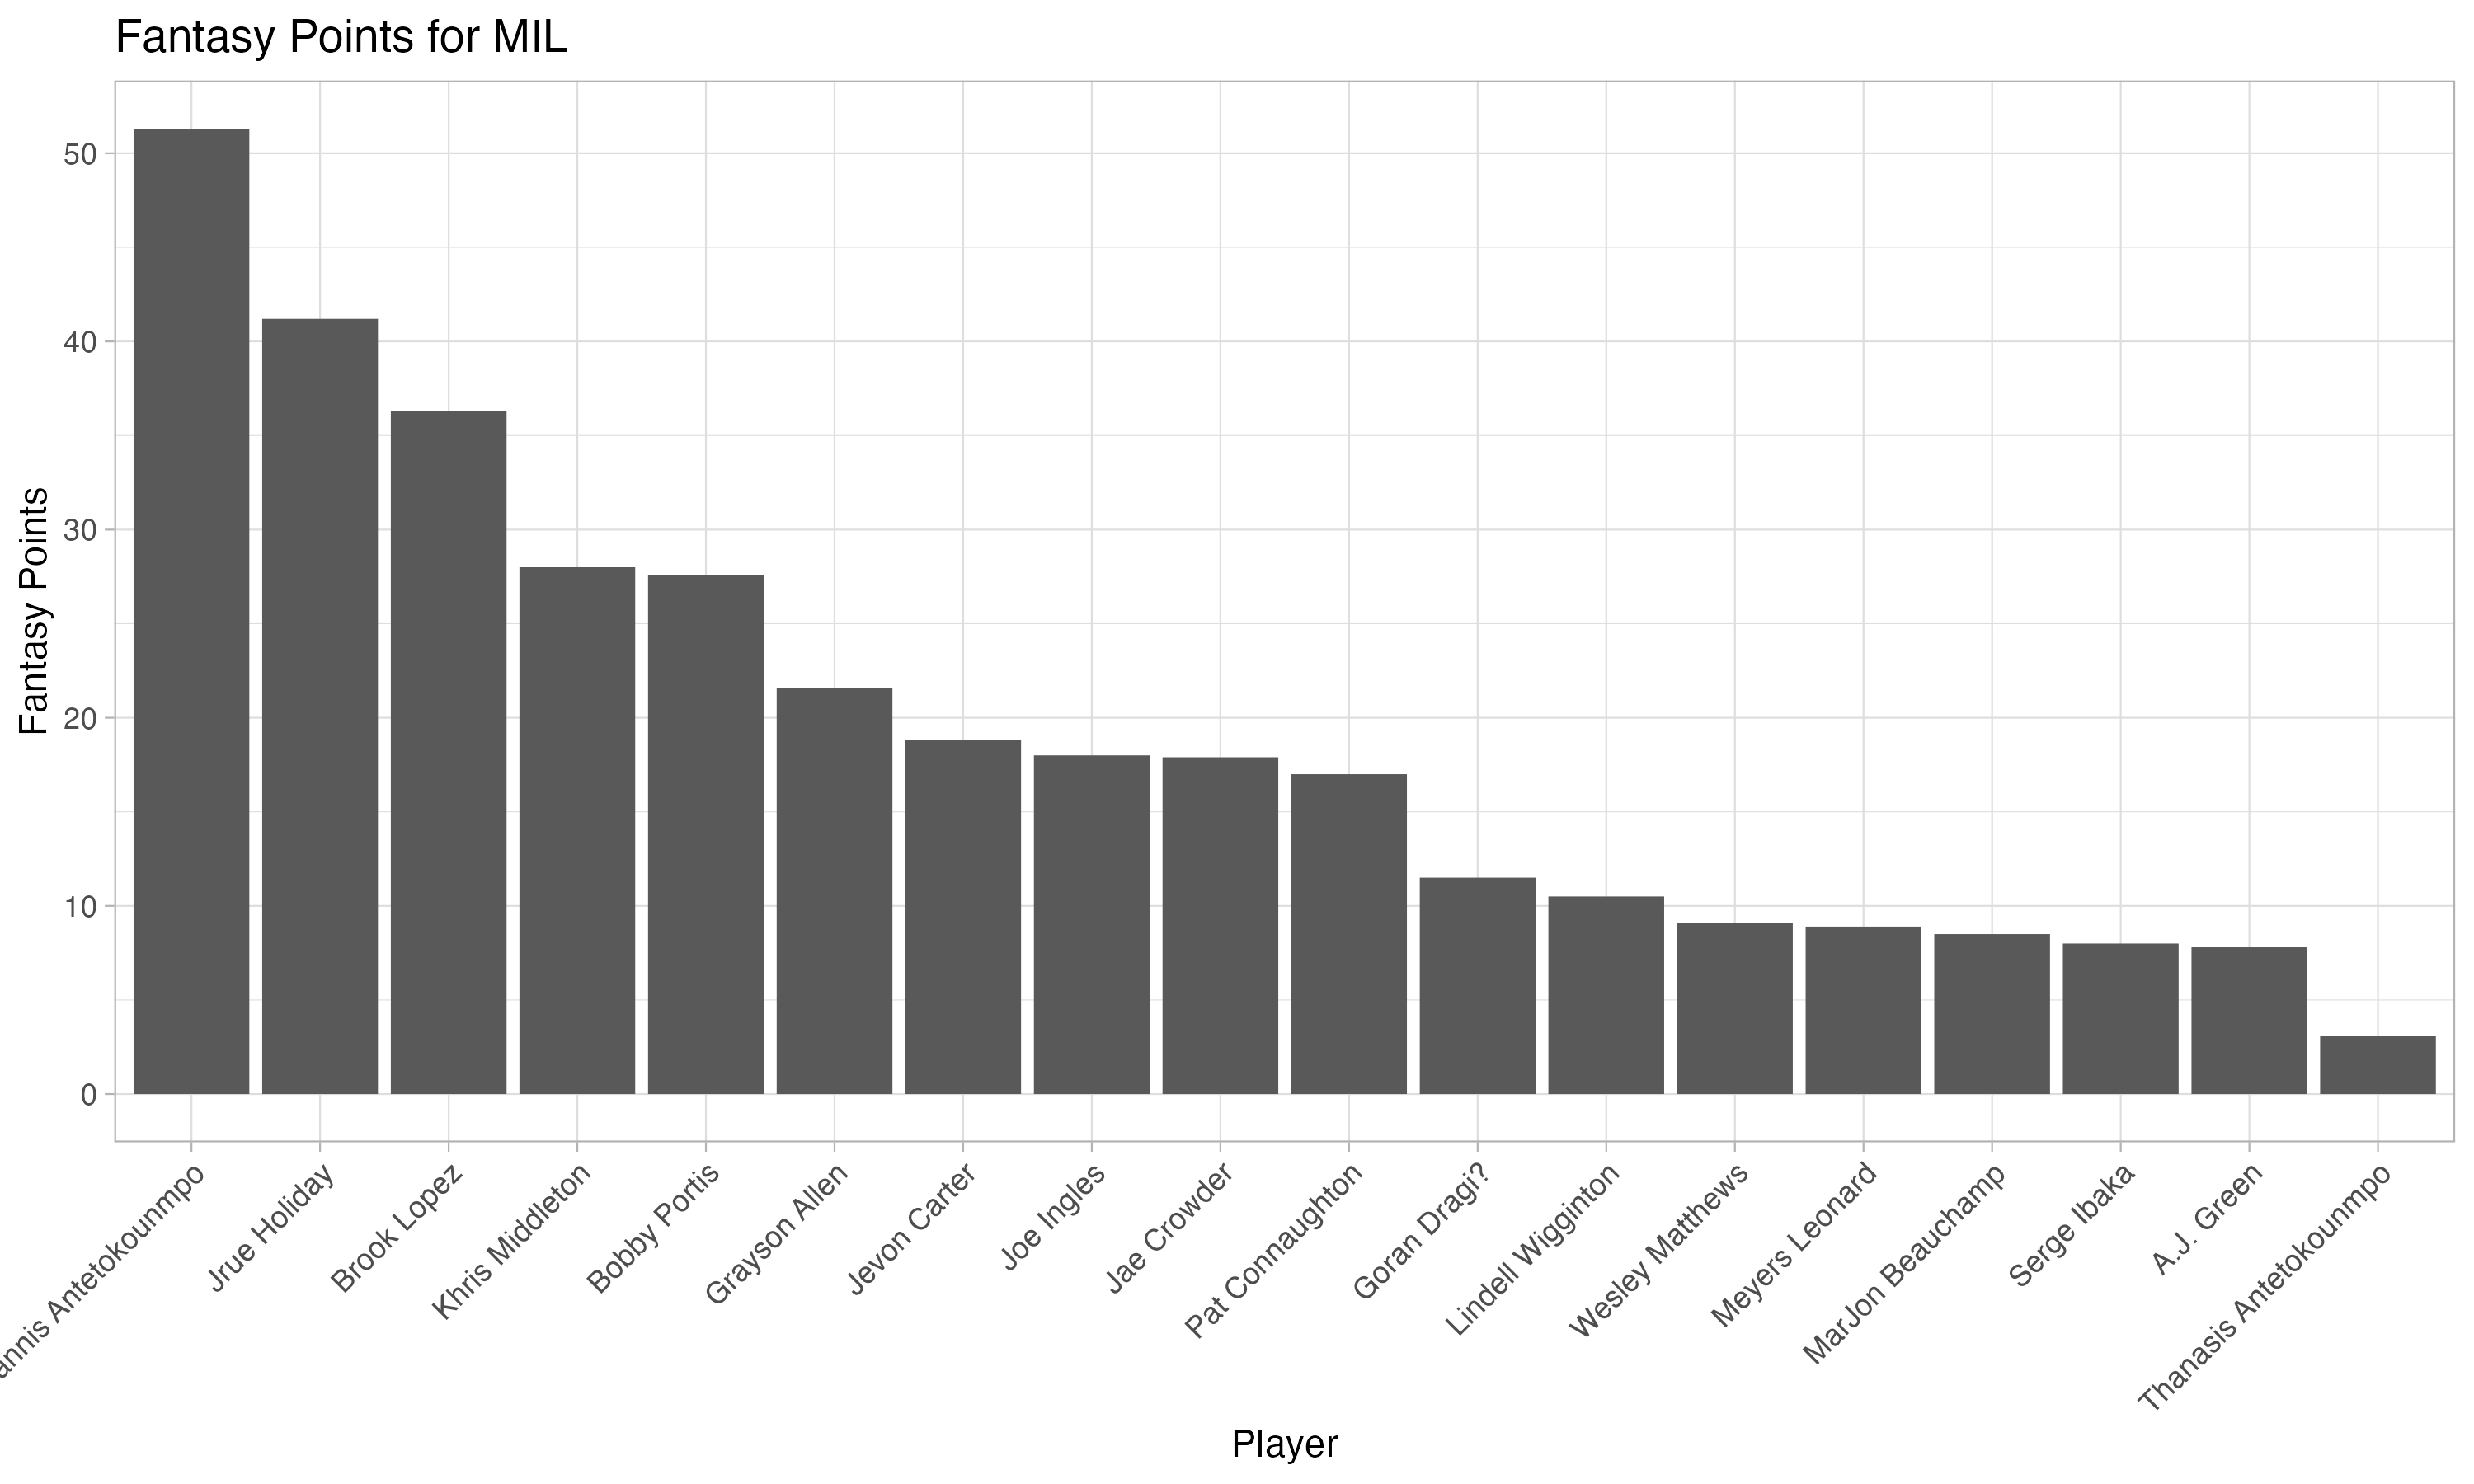 Fantasy Points for MIL
Fantasy Points
50
40
30
20
10
0
annis Antetokounmpo
Jrue Holiday
Brook Lopez
Khris Middleton
Bobby Portis
Grayson Allen
Jevon Carter
Joe Ingles
Jae Crowder
Pat Connaughton
Goran Dragi?
Lindell Wigginton
Wesley Matthews
Meyers Leonard
MarJon Beauchamp
Serge Ibaka
A.J. Green
Thanasis Antetokounmpo
Player